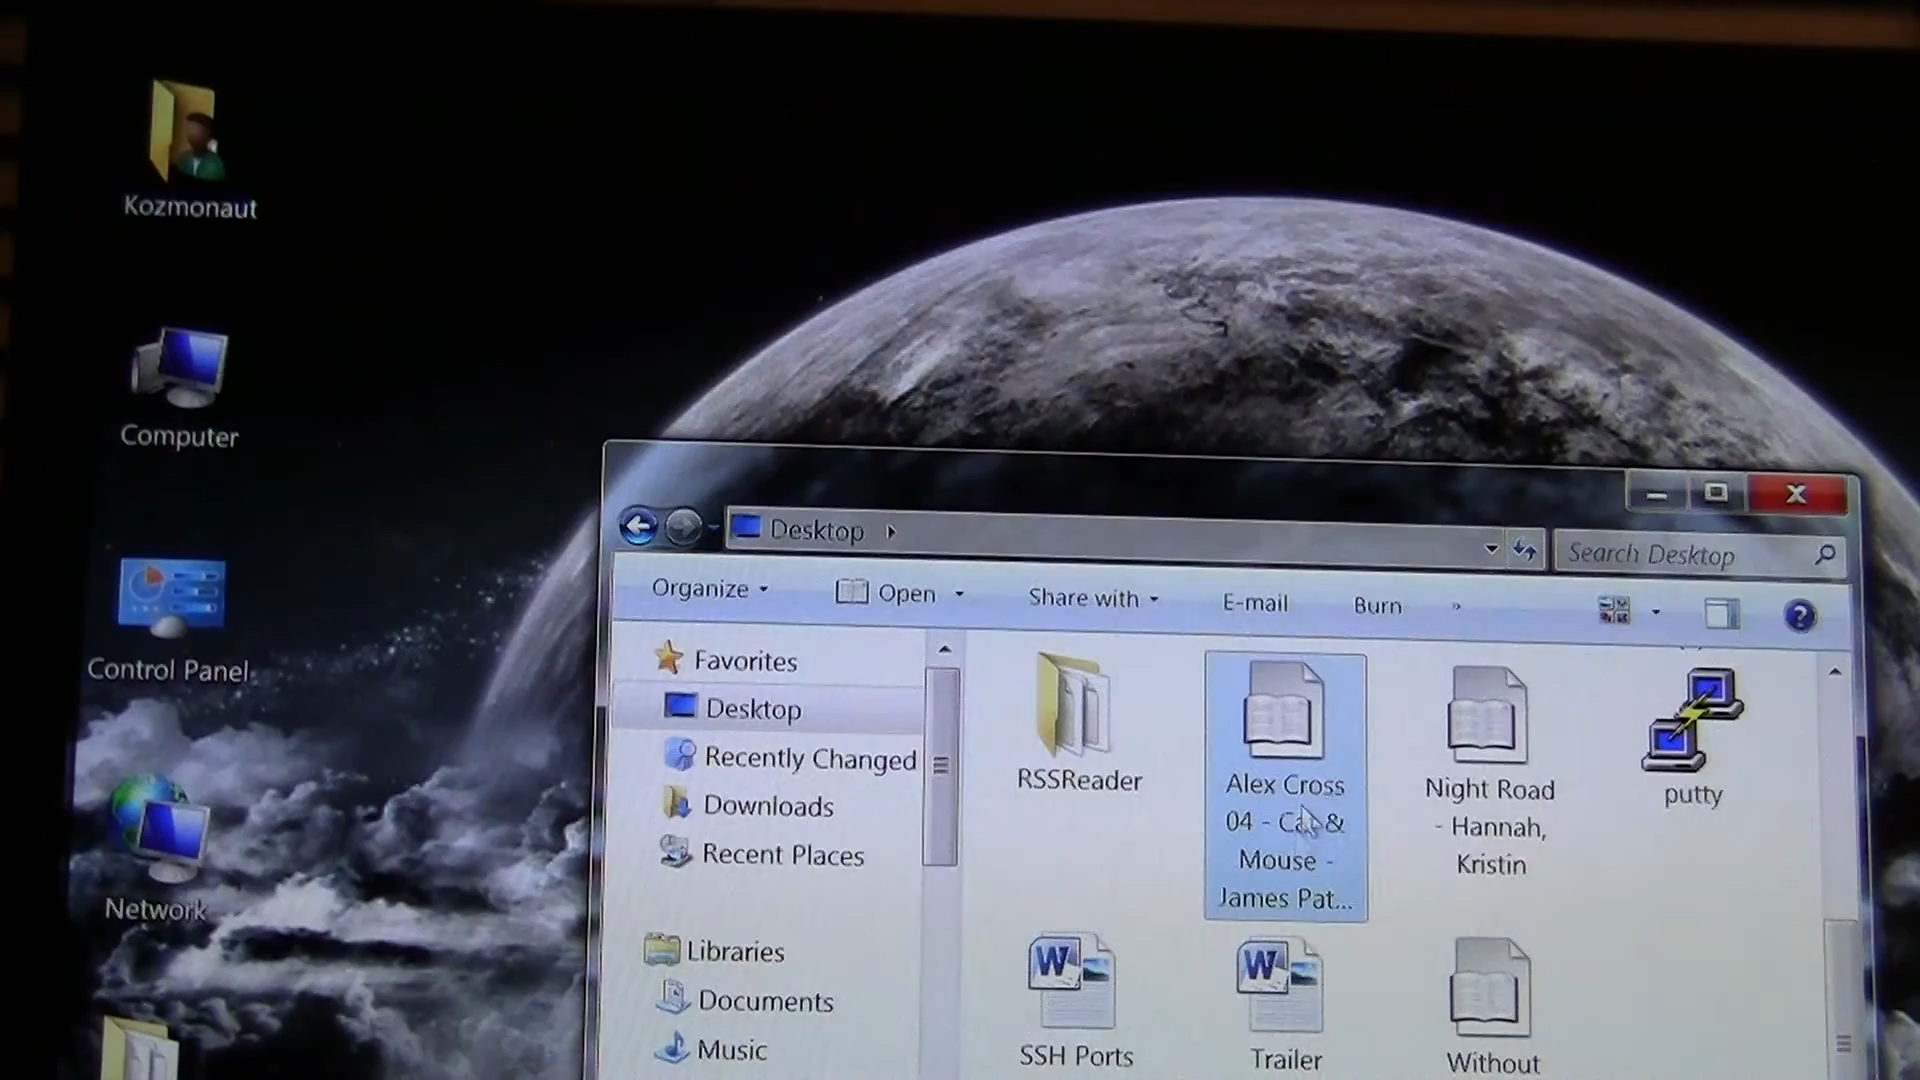 Kozmonaut
Computer
Control Panel
Network
Desktop
Search Desktop
Organize
Open
Share with
E-mail
Burn
»
Favorites
Desktop
Recently Changed
Downloads
Recent Places
Libraries
Documents
Music
RSSReader
Alex Cross
04 - Cat &
Mouse -
James Pat...
Night Road
- Hannah,
Kristin
putty
SSH Ports
Trailer
Without